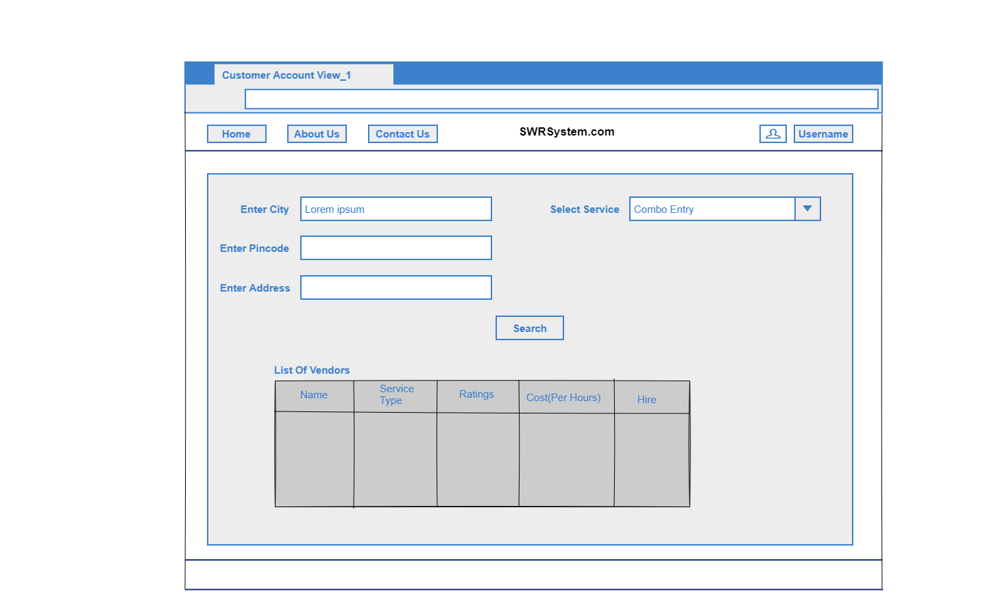 Customer Account View_1
Home
About Us
Contact Us
SWRSystem.com
Username
Enter City
Lorem ipsum
Select Service
Combo Entry
Enter Pincode
Enter Address
Search
List Of Vendors
Name
Service
Type
Ratings
Cost(Per Hours)
Hire